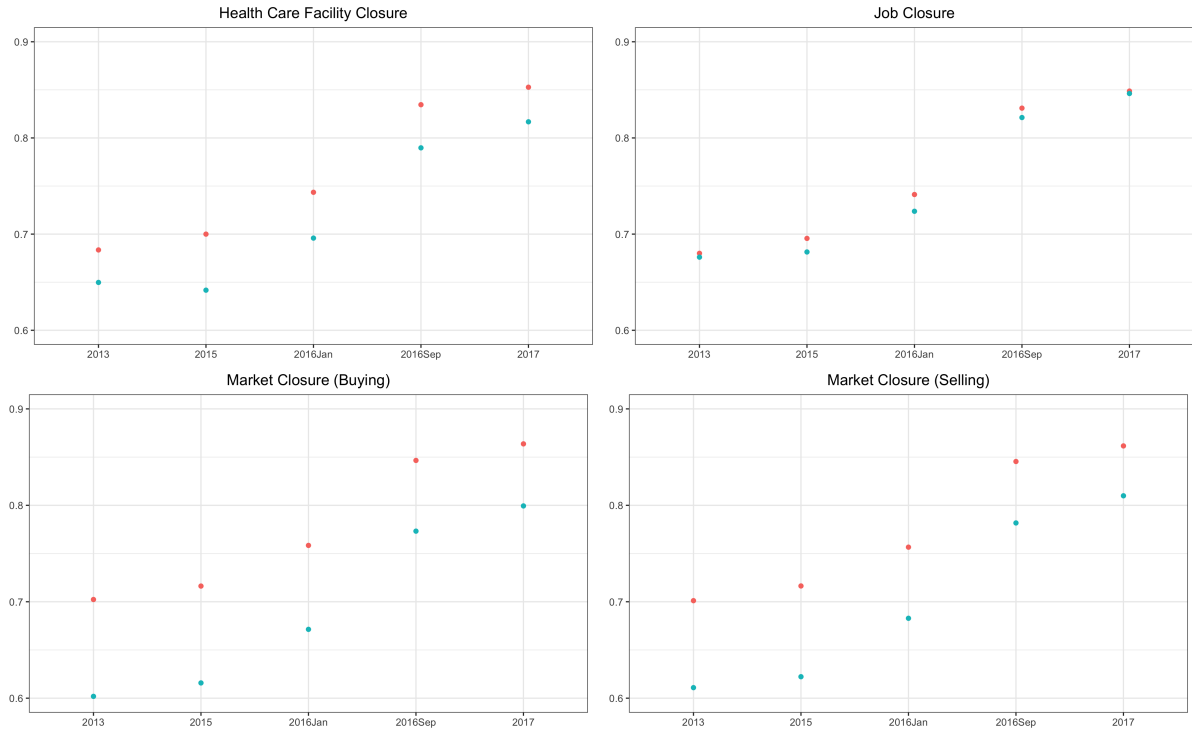 Health Care Facility Closure
0.9
0.8
0.7
0.6
2013 2015 2016Jan 2016Sep 2017
Job Closure
0.9
0.8
0.7
0.6
2013 2015 2016Jan 2016Sep 2017
Market Closure (Buying)
0.9
0.8
0.7
0.6
2013 2015 2016Jan 2016Sep 2017
Market Closure (Selling)
0.9
0.8
0.7
0.6
2013 2015 2016Jan 2016Sep 2017